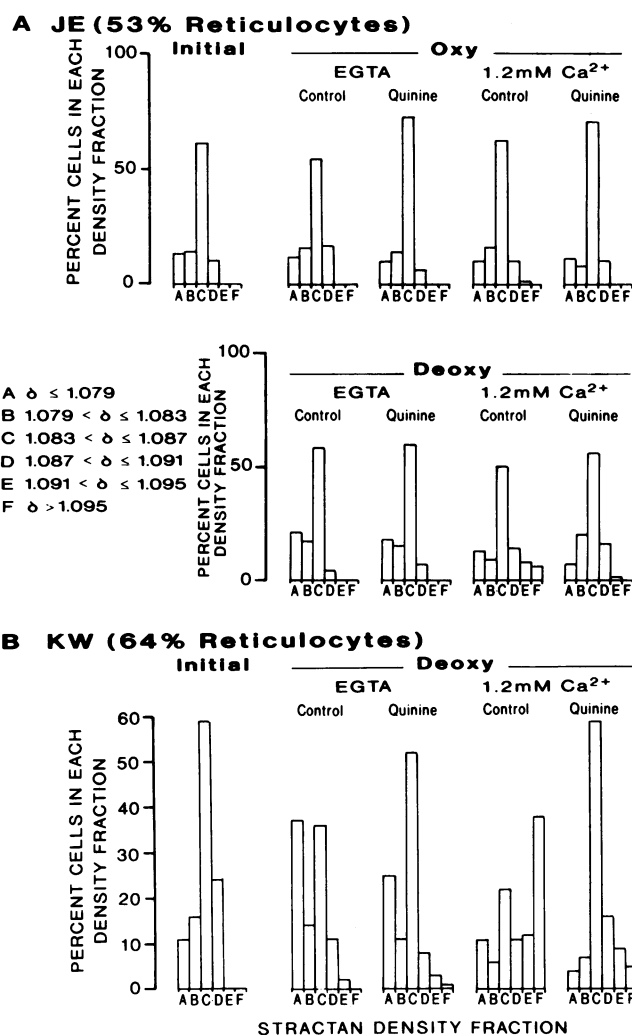 A JE (53% Reticulocytes)
Initial
Oxy
EGTA
1.2mM Ca²⁺
Control
Quinine
Control
Quinine
PERCENT CELLS IN EACH
DENSITY FRACTION
100
50
0
ABCDEF
ABCDEF
ABCDEF
ABCDEF
ABCDEF
A δ ≤ 1.079
B 1.079 < δ ≤ 1.083
C 1.083 < δ ≤ 1.087
D 1.087 < δ ≤ 1.091
E 1.091 < δ ≤ 1.095
F δ > 1.095
Deoxy
EGTA
1.2mM Ca²⁺
Control
Quinine
Control
Quinine
PERCENT CELLS IN EACH
DENSITY FRACTION
100
50
0
ABCDEF
ABCDEF
ABCDEF
ABCDEF
B KW (64% Reticulocytes)
Initial
Deoxy
EGTA
1.2mM Ca²⁺
Control
Quinine
Control
Quinine
PERCENT CELLS IN EACH
DENSITY FRACTION
60
50
40
30
20
10
0
ABCDEF
ABCDEF
ABCDEF
ABCDEF
ABCDEF
STRACTAN DENSITY FRACTION